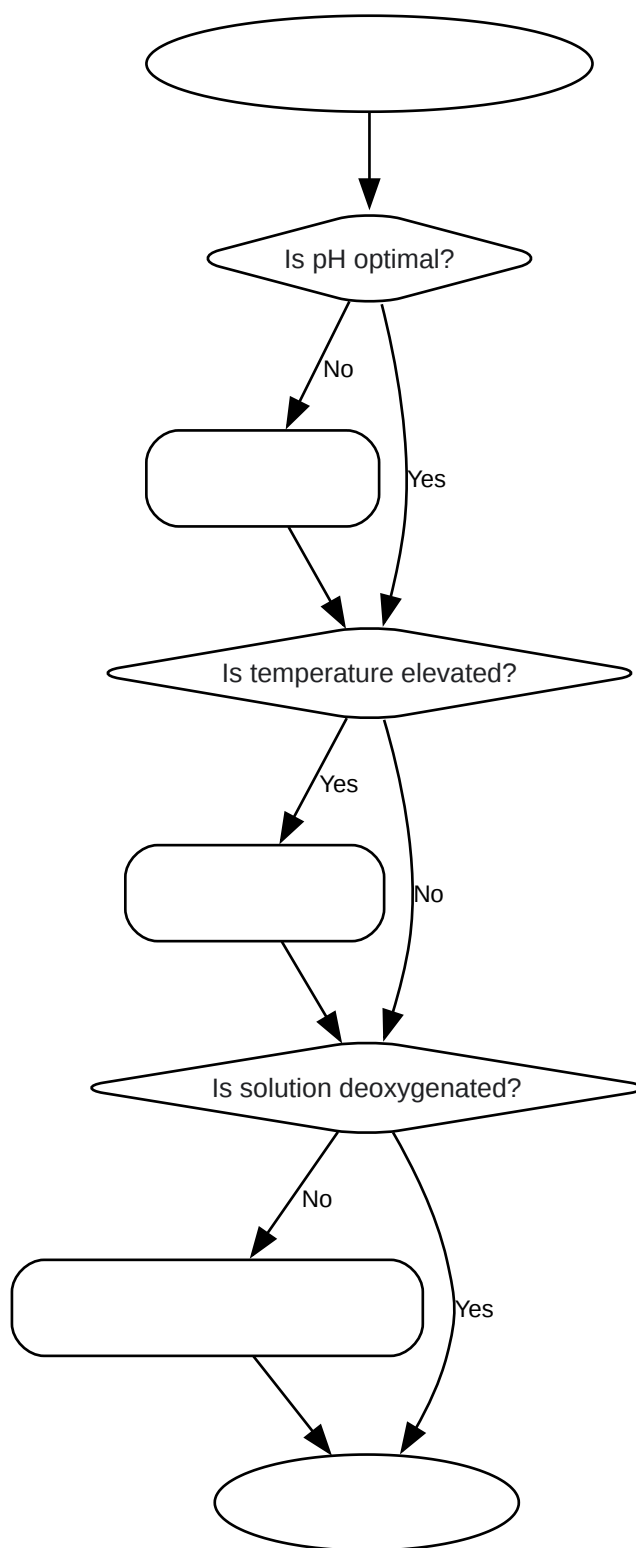 Is pH optimal?
No
Yes
Is temperature elevated?
Yes
No
Is solution deoxygenated?
No
Yes